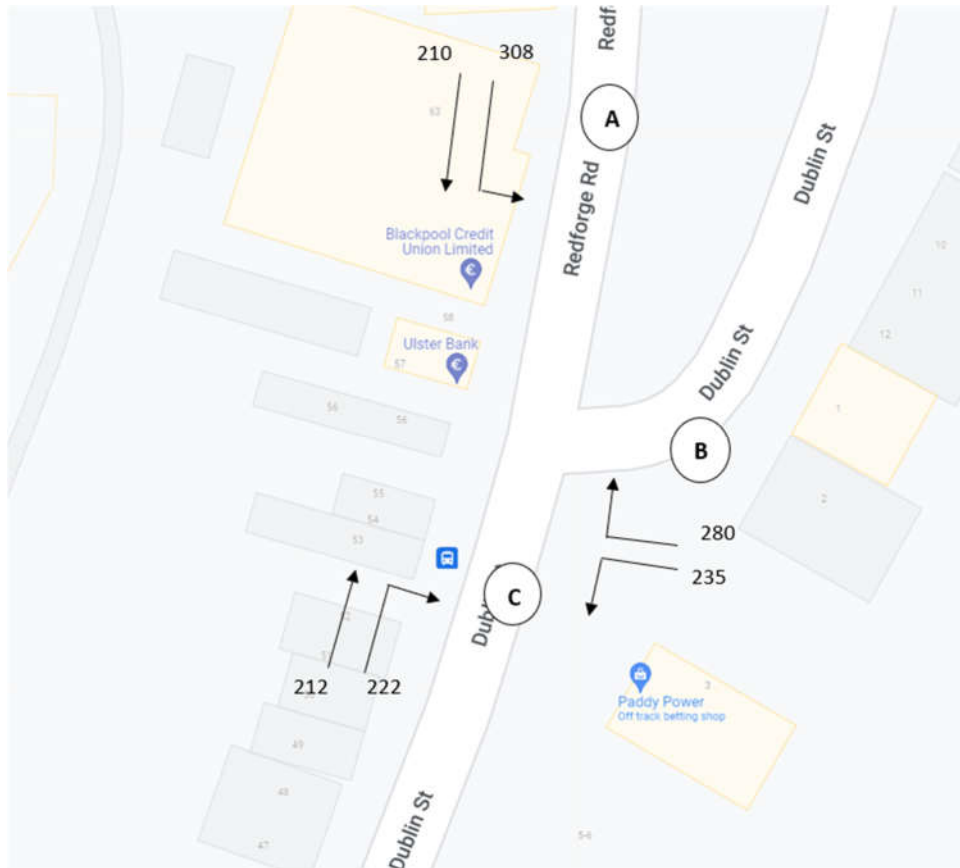 Redf
210
308
63
A
Dublin St
Redforge Rd
Blackpool Credit
Union Limited
10
11
58
12
Ulster Bank
57
Dublin St
1
56
56
B
2
55
54
53
280
235
C
212
222
3
Paddy Power
Off track betting shop
49
48
Dublin St
47
5-6